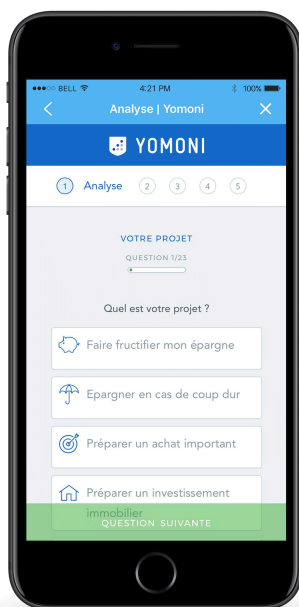 BELL 4:21 PM 100%
Analyse | Yomoni
YOMONI
1 Analyse 2 3 4 5
VOTRE PROJET
QUESTION 1/23
Quel est votre projet ?
Faire fructifier mon épargne
Epargner en cas de coup dur
Préparer un achat important
Préparer un investissement
immobilier
QUESTION SUIVANTE